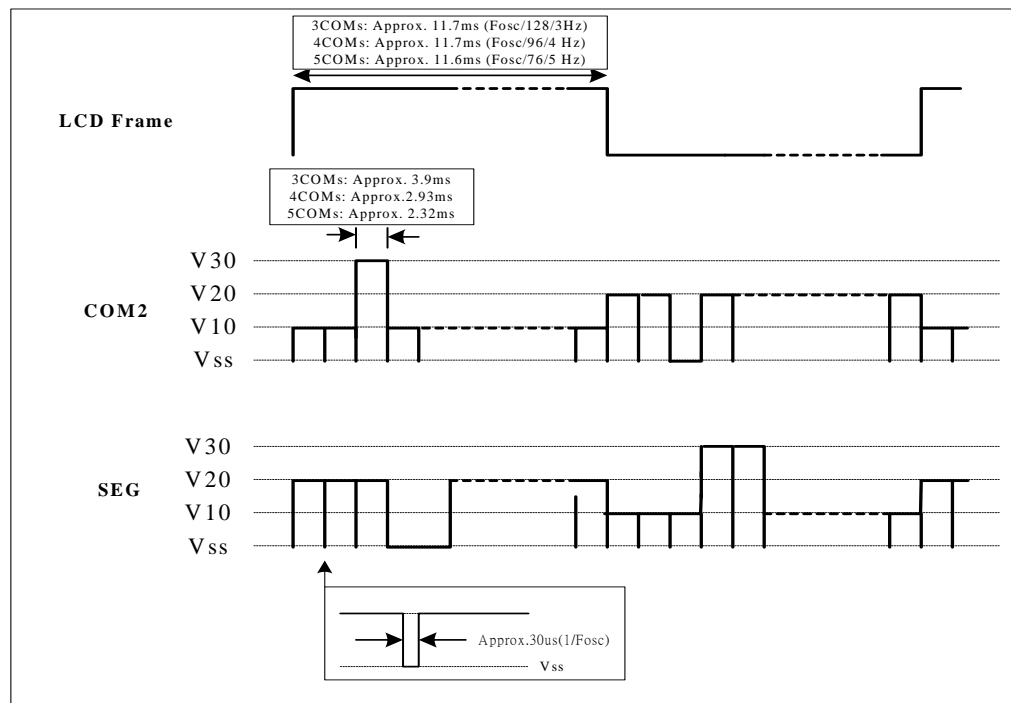 3COMs: Approx. 11.7ms (Fosc/128/3Hz)
4COMs: Approx. 11.7ms (Fosc/96/4 Hz)
5COMs: Approx. 11.6ms (Fosc/76/5 Hz)
LCD Frame
3COMs: Approx. 3.9ms
4COMs: Approx.2.93ms
5COMs: Approx. 2.32ms
V30
V20
COM2
V10
Vss
V30
V20
SEG
V10
Vss
Approx.30us(1/Fosc)
Vss